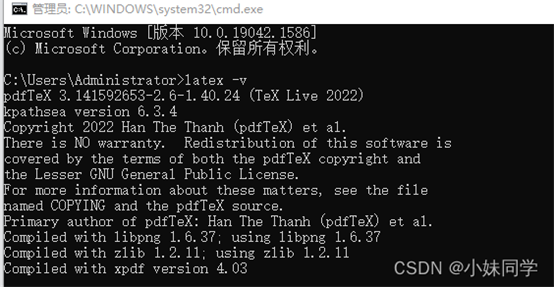 管理员: C:\WINDOWS\system32\cmd.exe
Microsoft Windows [版本 10.0.19042.1586]
(c) Microsoft Corporation。保留所有权利。
C:\Users\Administrator>latex -v
pdfTeX 3.141592653-2.6-1.40.24 (TeX Live 2022)
kpathsea version 6.3.4
Copyright 2022 Han The Thanh (pdfTeX) et al.
There is NO warranty.  Redistribution of this software is
covered by the terms of both the pdfTeX copyright and
the Lesser GNU General Public License.
For more information about these matters, see the file
named COPYING and the pdfTeX source.
Primary author of pdfTeX: Han The Thanh (pdfTeX) et al.
Compiled with libpng 1.6.37; using libpng 1.6.37
Compiled with zlib 1.2.11; using zlib 1.2.11
Compiled with xpdf version 4.03
CSDN @小妹同学